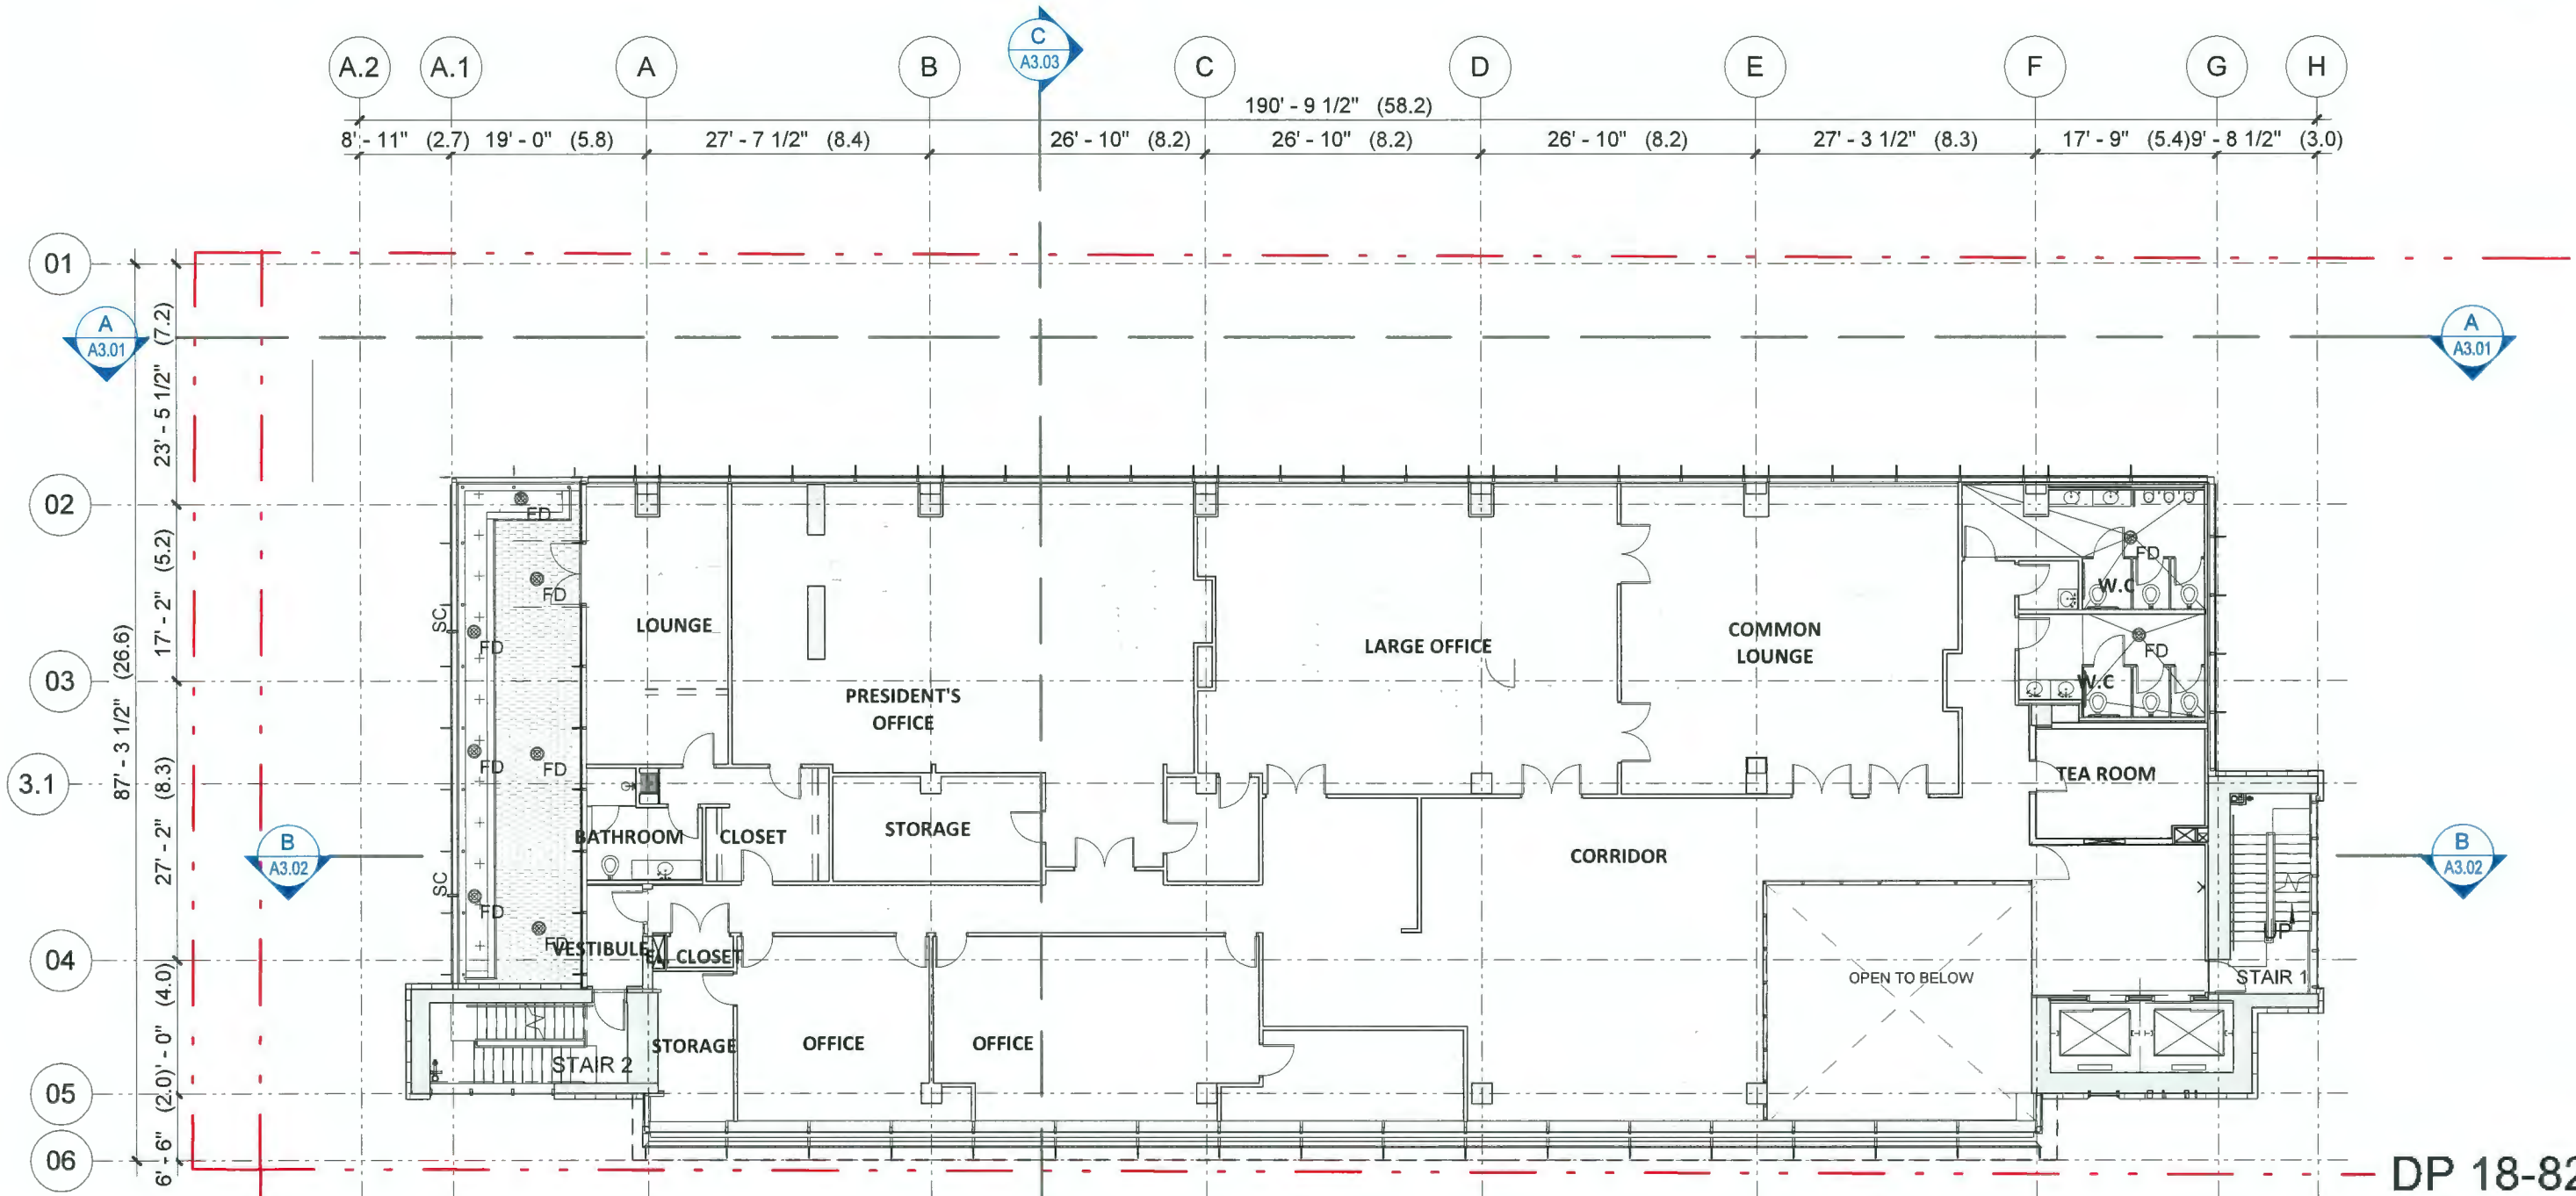 C
A3.03
A.2
A.1
A
B
C
D
E
F
G
H
190' - 9 1/2" (58.2)
8' - 11" (2.7)
19' - 0" (5.8)
27' - 7 1/2" (8.4)
26' - 10" (8.2)
26' - 10" (8.2)
26' - 10" (8.2)
27' - 3 1/2" (8.3)
17' - 9" (5.4)
9' - 8 1/2" (3.0)
01
A
A3.01
A
A3.01
23' - 5 1/2" (7.2)
02
17' - 2" (5.2)
87' - 3 1/2" (26.6)
03
27' - 2" (8.3)
3.1
B
A3.02
B
A3.02
04
(4.0)
' - 0"
05
(2.0)
6' - 6"
06
SC
SC
FD
FD
FD
FD
FD
FD
FD
FD
FD
LOUNGE
PRESIDENT'S
OFFICE
LARGE OFFICE
COMMON
LOUNGE
W.C
W.C
TEA ROOM
BATHROOM
CLOSET
STORAGE
CORRIDOR
VESTIBULE
CLOSET
OPEN TO BELOW
STAIR 1
STORAGE
OFFICE
OFFICE
STAIR 2
DP 18-82